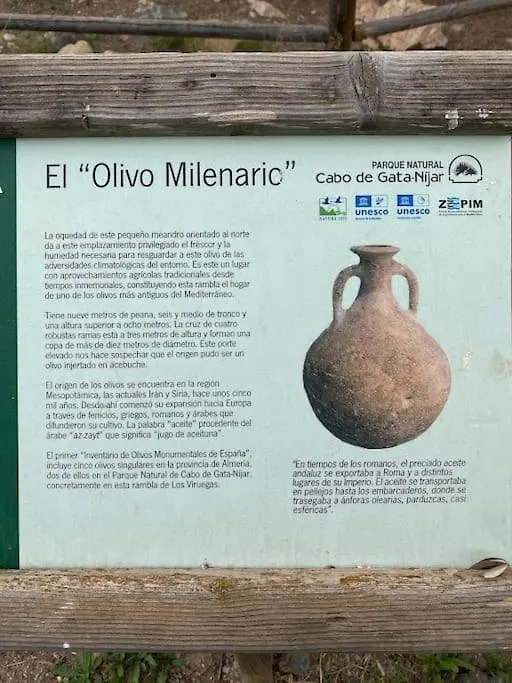 El "Olivo Milenario"
PARQUE NATURAL
Cabo de Gata-Níjar
unesco
unesco
ZEPIM
La oquedad de este pequeño meandro orientado al norte
da a este emplazamiento privilegiado el frescor y la
humedad necesaria para resguardar a este olivo de las
adversidades climatológicas del entorno. Es este un lugar
con aprovechamientos agrícolas tradicionales desde
tiempos inmemoriales, constituyendo esta rambla el hogar
de uno de los olivos más antiguos del Mediterráneo.
Tiene nueve metros de peana, seis y medio de tronco y
una altura superior a ocho metros. La cruz de cuatro
robustas ramas está a tres metros de altura y forman una
copa de más de diez metros de diámetro. Este porte
elevado nos hace sospechar que el origen pudo ser un
olivo injertado en acebuche.
El origen de los olivos se encuentra en la región
Mesopotámica, las actuales Irán y Siria, hace unos cinco
mil años. Desde ahí comenzó su expansión hacia Europa
a través de fenicios, griegos, romanos y árabes que
difundieron su cultivo. La palabra "aceite" procedente del
árabe "az-zayt" que significa "jugo de aceituna".
El primer "Inventario de Olivos Monumentales de España",
incluye cinco olivos singulares en la provincia de Almería,
dos de ellos en el Parque Natural de Cabo de Gata-Níjar,
concretamente en esta rambla de Los Viruegas.
"En tiempos de los romanos, el preciado aceite
andaluz se exportaba a Roma y a distintos
lugares de su Imperio. El aceite se transportaba
en pellejos hasta los embarcaderos, donde se
trasegaba a ánforas olearias, parduzcas, casi
esféricas".